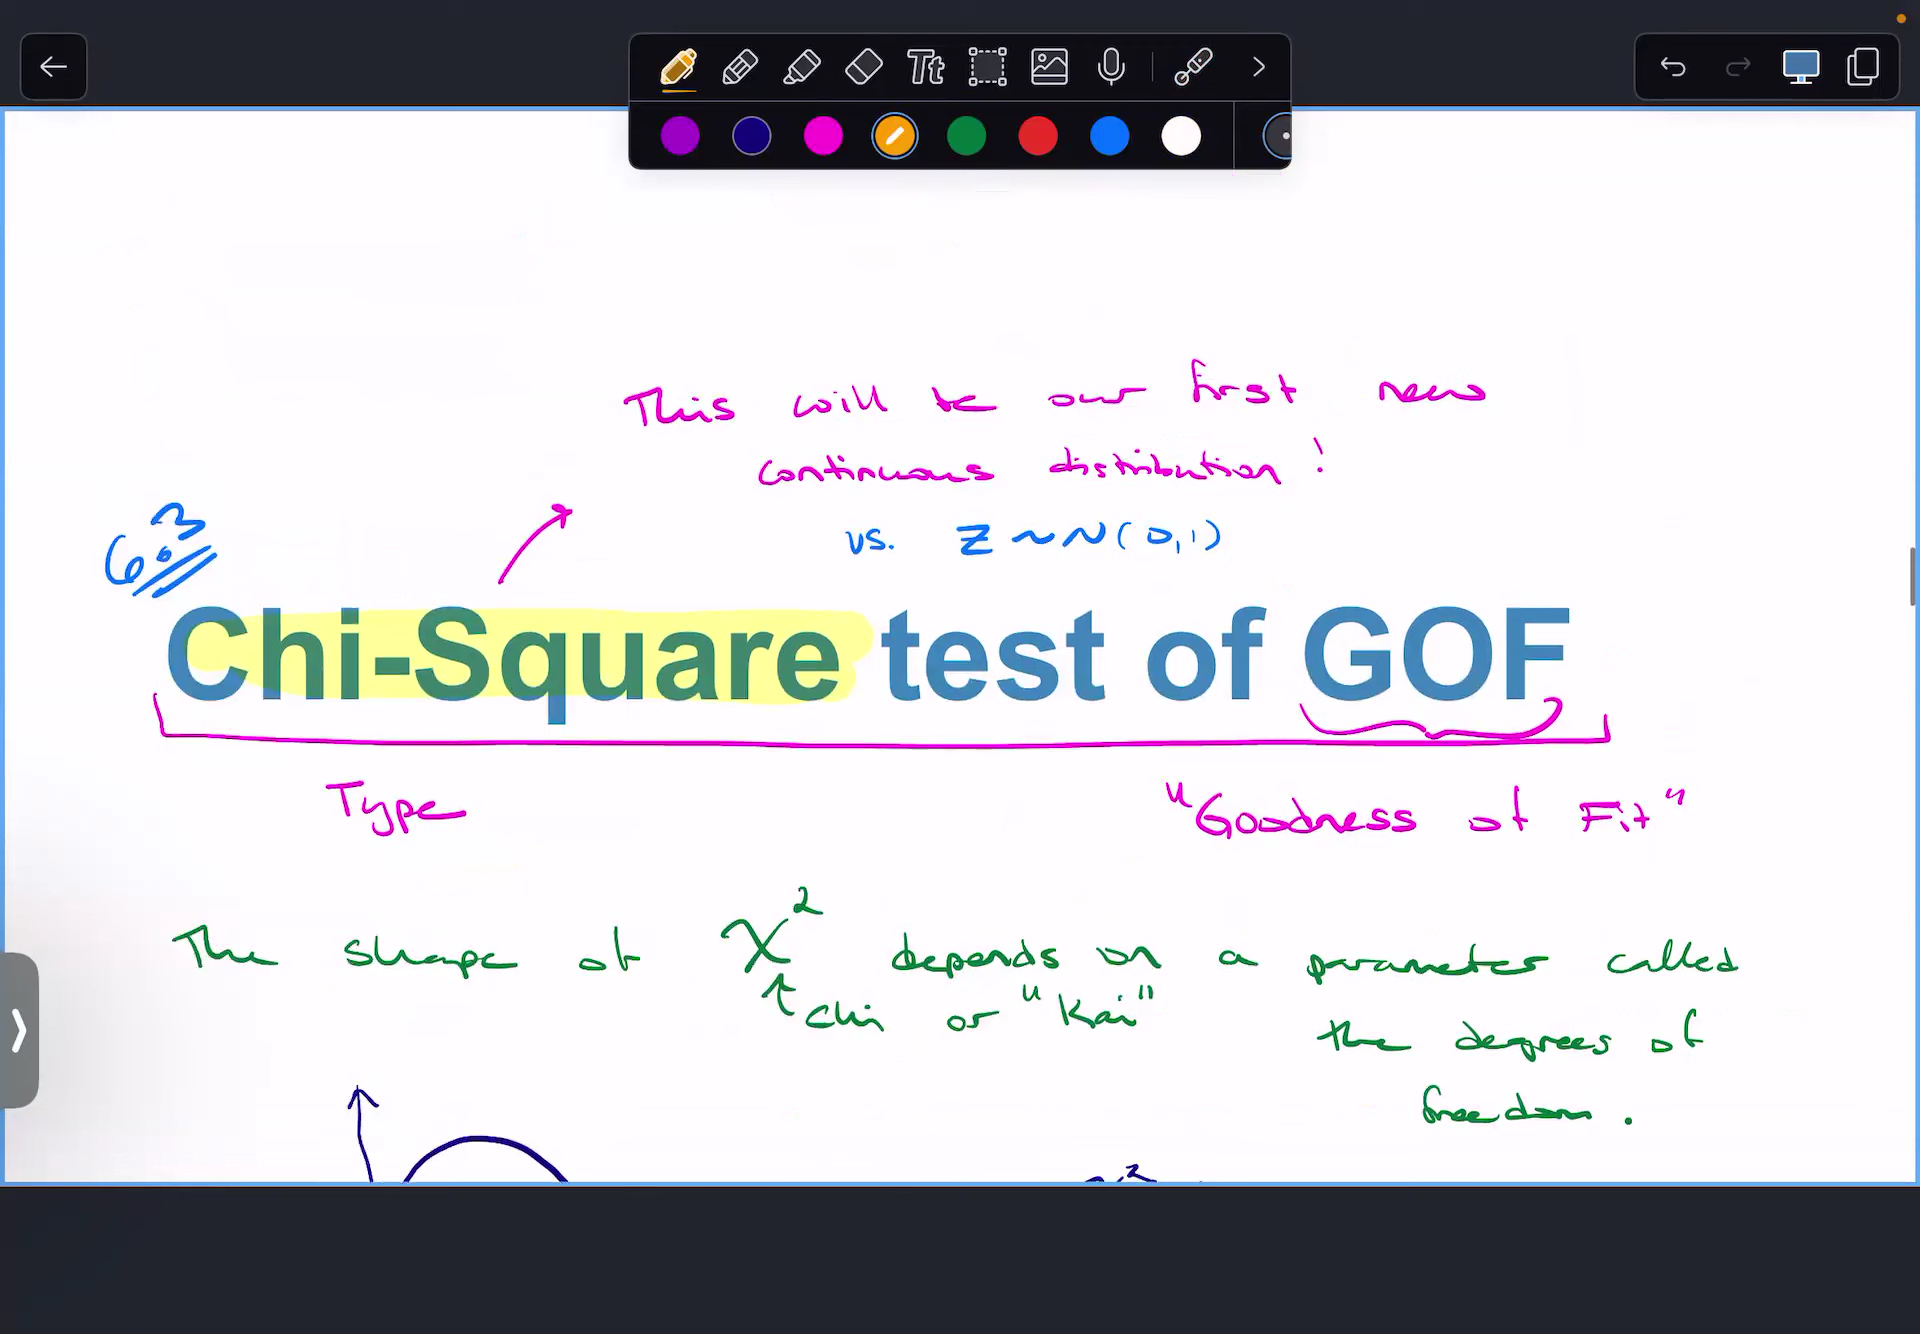 Tt
This will be our first new
continuous distribution!
vs. Z ~ N(0,1)
6.3
Chi-Square test of GOF
Type
"Goodness of Fit"
The shape of χ² depends on a parameter called
chi or "Kai"
the degrees of
freedom.